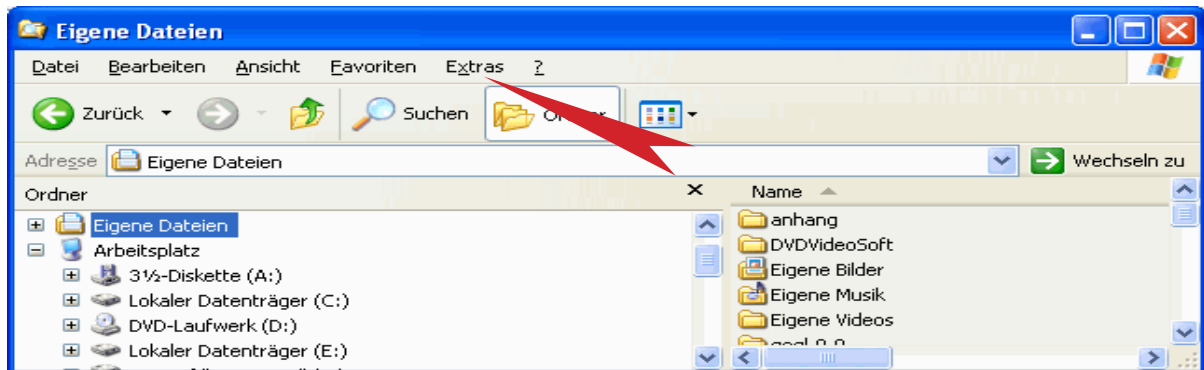 Eigene Dateien
Datei Bearbeiten Ansicht Favoriten Extras ?
Zurück Suchen
Adresse Eigene Dateien Wechseln zu
Ordner
Eigene Dateien
Arbeitsplatz
3½-Diskette (A:)
Lokaler Datenträger (C:)
DVD-Laufwerk (D:)
Lokaler Datenträger (E:)
Name
anhang
DVDVideoSoft
Eigene Bilder
Eigene Musik
Eigene Videos